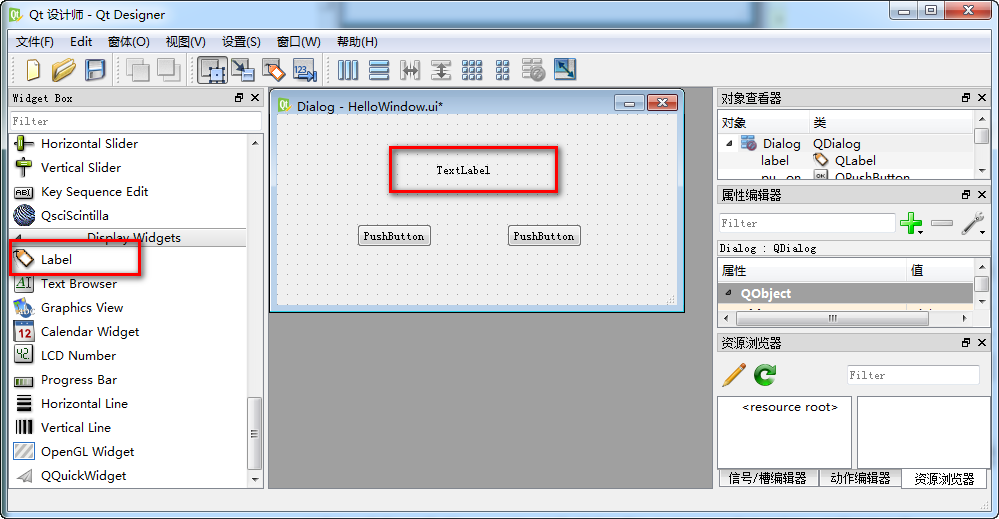 Qt 设计师 - Qt Designer
文件(F) Edit 窗体(O) 视图(V) 设置(S) 窗口(W) 帮助(H)
Widget Box
Filter
Horizontal Slider
Vertical Slider
Key Sequence Edit
QsciScintilla
Display Widgets
Label
Text Browser
Graphics View
Calendar Widget
LCD Number
Progress Bar
Horizontal Line
Vertical Line
OpenGL Widget
QQuickWidget
Dialog - HelloWindow.ui*
TextLabel
PushButton PushButton
对象查看器
对象 类
Dialog QDialog
label QLabel
pu...on QPushButton
属性编辑器
Filter
Dialog : QDialog
属性 值
QObject
资源浏览器
Filter
<resource root>
信号/槽编辑器 动作编辑器 资源浏览器